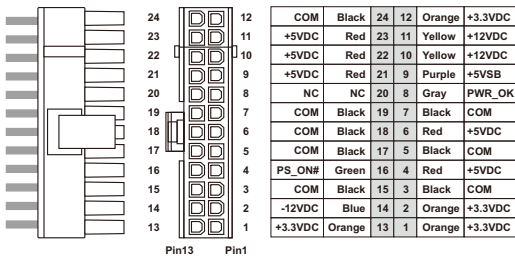 24 12 COM Black 24 12 Orange +3.3VDC
23 11 +5VDC Red 23 11 Yellow +12VDC
22 10 +5VDC Red 22 10 Yellow +12VDC
21 9 +5VDC Red 21 9 Purple +5VSB
20 8 NC NC 20 8 Gray PWR_OK
19 7 COM Black 19 7 Black COM
18 6 COM Black 18 6 Red +5VDC
17 5 COM Black 17 5 Black COM
16 4 PS_ON# Green 16 4 Red +5VDC
15 3 COM Black 15 3 Black COM
14 2 -12VDC Blue 14 2 Orange +3.3VDC
13 1 +3.3VDC Orange 13 1 Orange +3.3VDC
Pin13 Pin1